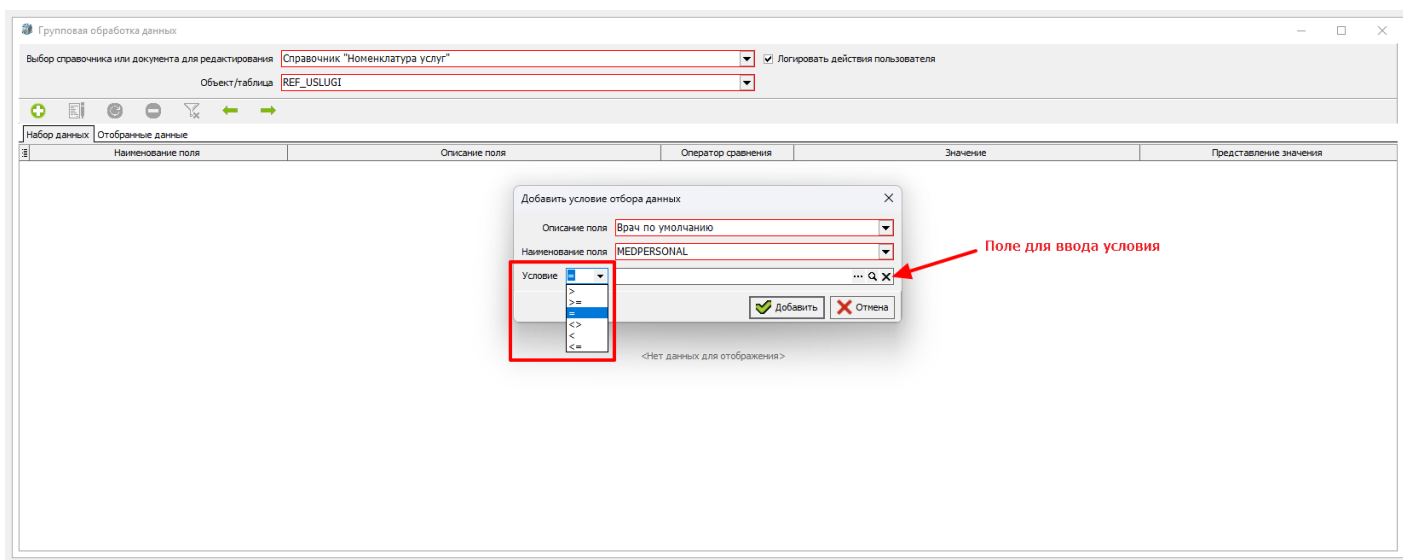 Групповая обработка данных
Выбор справочника или документа для редактирования Справочник "Номенклатура услуг" Логировать действия пользователя
Объект/таблица REF_USLUGI
Набор данных Отобранные данные
Наименование поля Описание поля Оператор сравнения Значение Представление значения
Добавить условие отбора данных
Описание поля Врач по умолчанию
Наименование поля MEDPERSONAL
Поле для ввода условия
Условие =
>
>=
=
<>
<
<=
Добавить Отмена
<Нет данных для отображения>